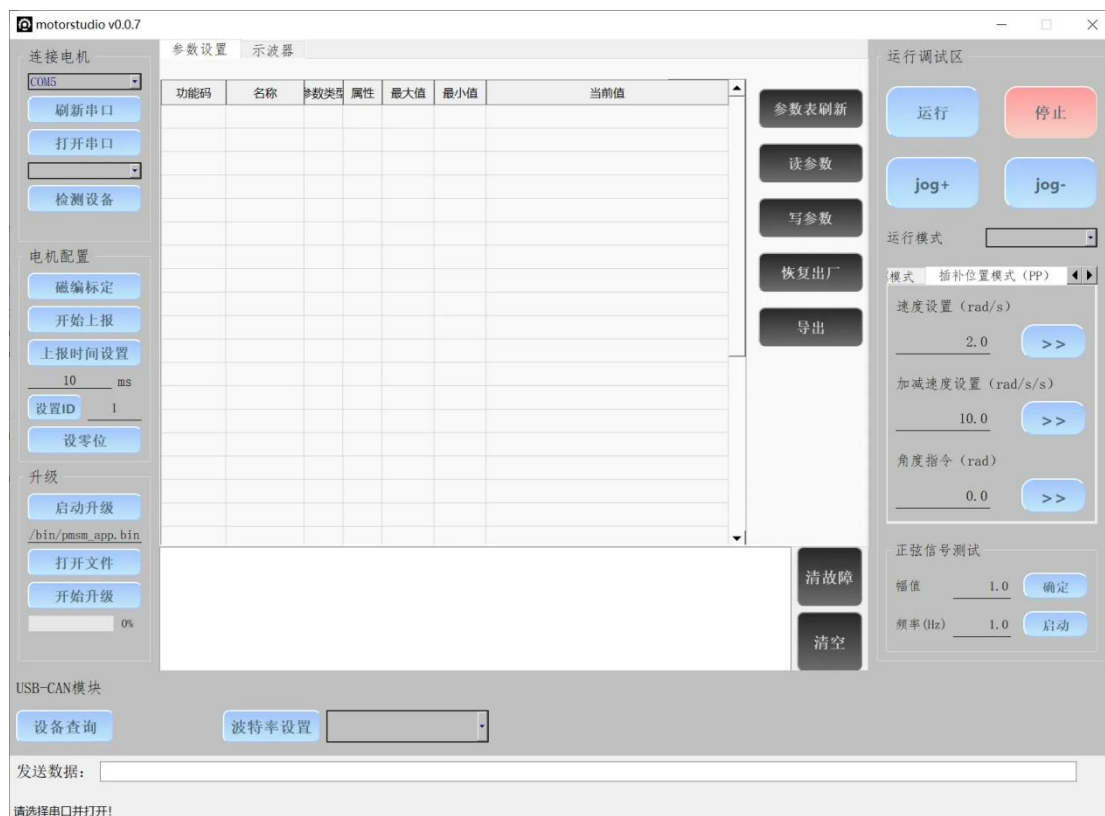 motorstudio v0.0.7
连接电机
COM5
刷新串口
打开串口
检测设备
电机配置
磁编标定
开始上报
上报时间设置
10 ms
设置ID 1
设零位
升级
启动升级
/bin/pmsm_app.bin
打开文件
开始升级
0%
参数设置 示波器
功能码 名称 参数类型 属性 最大值 最小值 当前值
参数表刷新
读参数
写参数
恢复出厂
导出
清故障
清空
运行调试区
运行 停止
jog+ jog-
运行模式
模式 插补位置模式（PP）
速度设置（rad/s）
2.0 >>
加减速度设置（rad/s/s）
10.0 >>
角度指令（rad）
0.0 >>
正弦信号测试
幅值 1.0 确定
频率(Hz) 1.0 启动
USB-CAN模块
设备查询 波特率设置
发送数据：
请选择串口并打开!